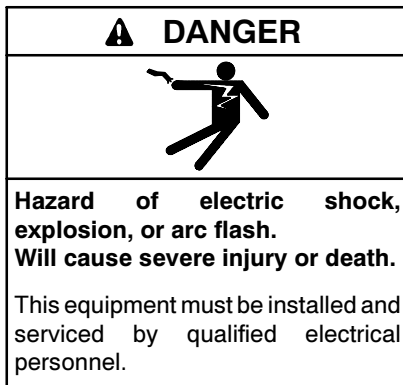 DANGER
Hazard of electric shock,
explosion, or arc flash.
Will cause severe injury or death.
This equipment must be installed and
serviced by qualified electrical
personnel.